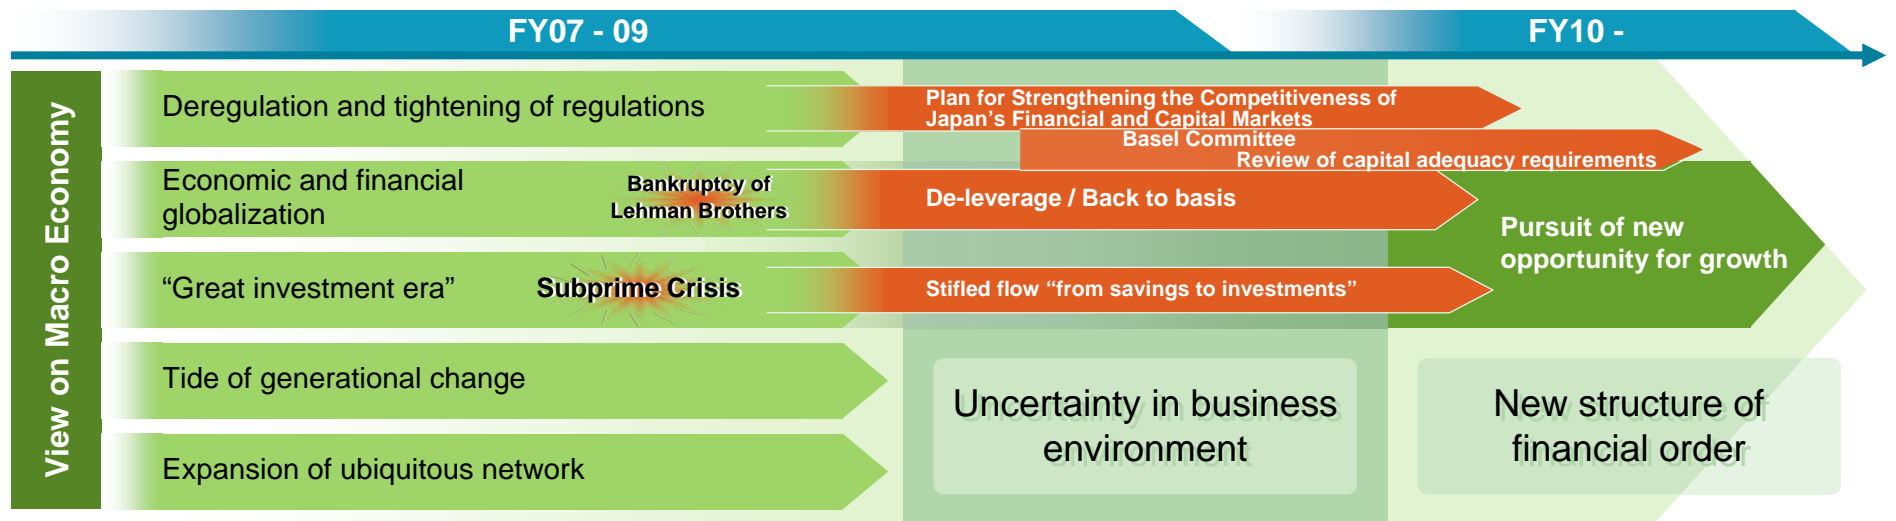 FY07 - 09
FY10 -
View on Macro Economy
Deregulation and tightening of regulations
Plan for Strengthening the Competitiveness of
Japan's Financial and Capital Markets
Basel Committee
Review of capital adequacy requirements
Economic and financial
globalization
Bankruptcy of
Lehman Brothers
De-leverage / Back to basis
Pursuit of new
opportunity for growth
“Great investment era”
Subprime Crisis
Stifled flow “from savings to investments”
Tide of generational change
Expansion of ubiquitous network
Uncertainty in business
environment
New structure of
financial order